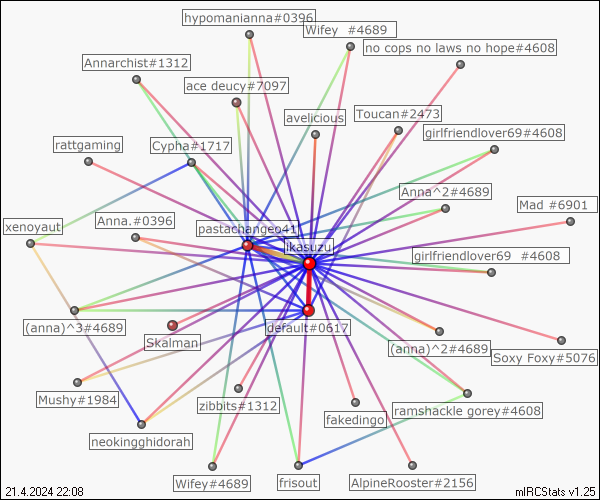 hypomanianna#0396
Wifey  #4689
no cops no laws no hope#4608
Annarchist#1312
ace deucy#7097
avelicious
Toucan#2473
girlfriendlover69#4608
rattgaming
Cypha#1717
Anna^2#4689
Mad #6901
xenoyaut
Anna.#0396
pastachangeo41
ikasuzu
girlfriendlover69  #4608
(anna)^3#4689
Skalman
default#0617
(anna)^2#4689
Soxy Foxy#5076
Mushy#1984
zibbits#1312
fakedingo
ramshackle gorey#4608
neokingghidorah
Wifey#4689
frisout
AlpineRooster#2156
21.4.2024 22:08
mIRCStats v1.25